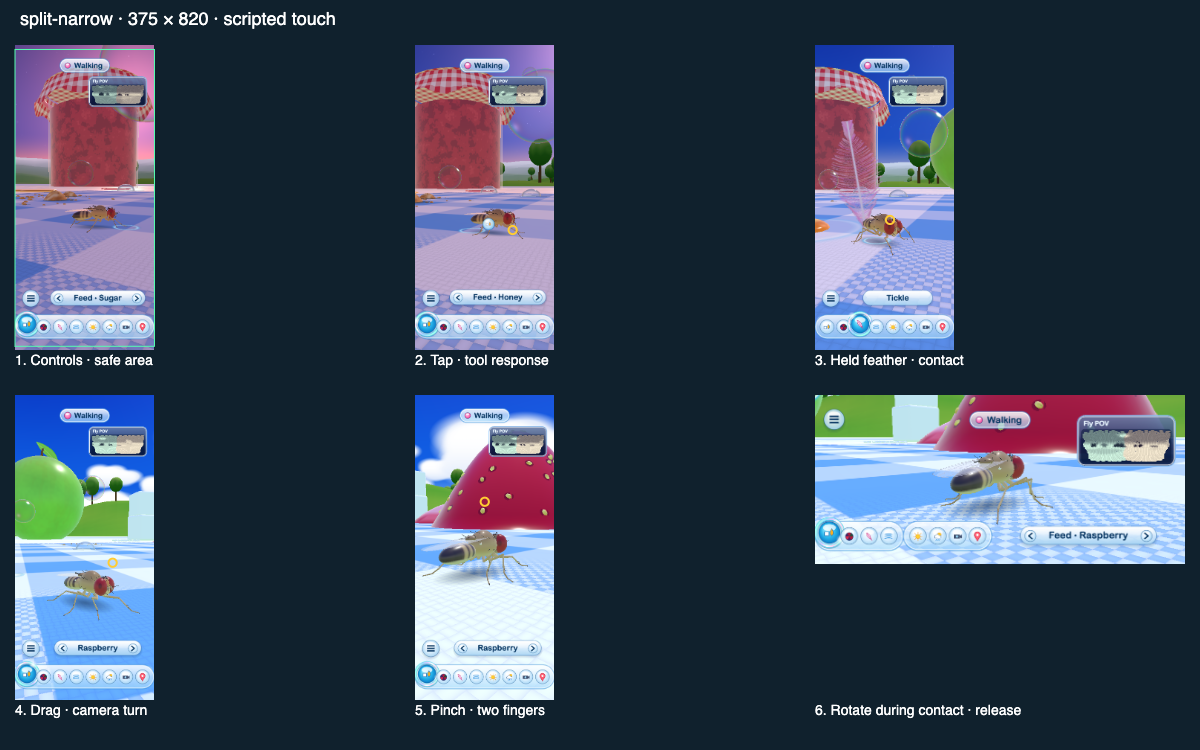 split-narrow · 375 × 820 · scripted touch
Walking
Fly POV
Feed · Sugar
1. Controls · safe area
Walking
Fly POV
Feed · Honey
2. Tap · tool response
Walking
Fly POV
Tickle
3. Held feather · contact
Walking
Fly POV
Raspberry
4. Drag · camera turn
Walking
Fly POV
Raspberry
5. Pinch · two fingers
Walking
Fly POV
Feed · Raspberry
6. Rotate during contact · release